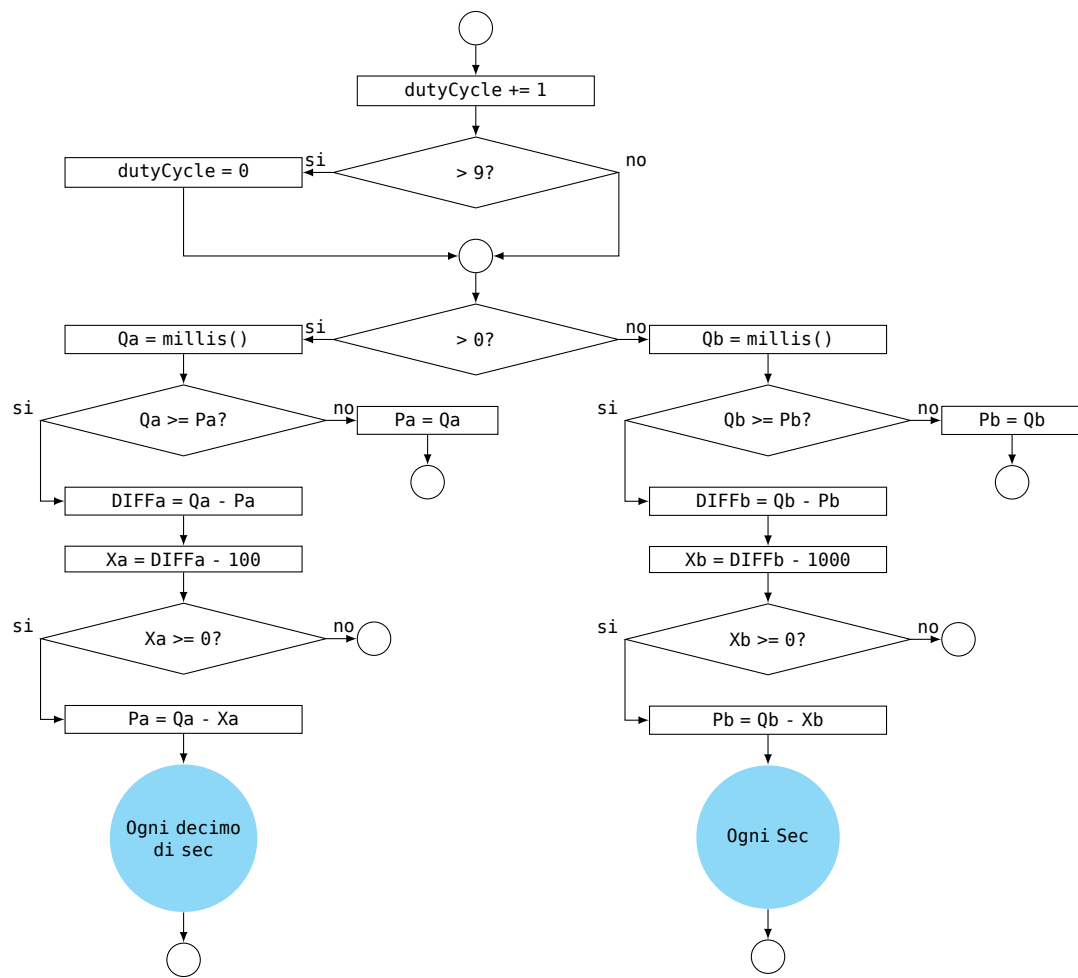 dutyCycle += 1
si
no
dutyCycle = 0
> 9?
si
no
Qa = millis()
> 0?
Qb = millis()
si
no
si
no
Qa >= Pa?
Pa = Qa
Qb >= Pb?
Pb = Qb
DIFFa = Qa - Pa
DIFFb = Qb - Pb
Xa = DIFFa - 100
Xb = DIFFb - 1000
si
no
si
no
Xa >= 0?
Xb >= 0?
Pa = Qa - Xa
Pb = Qb - Xb
Ogni decimo
di sec
Ogni Sec